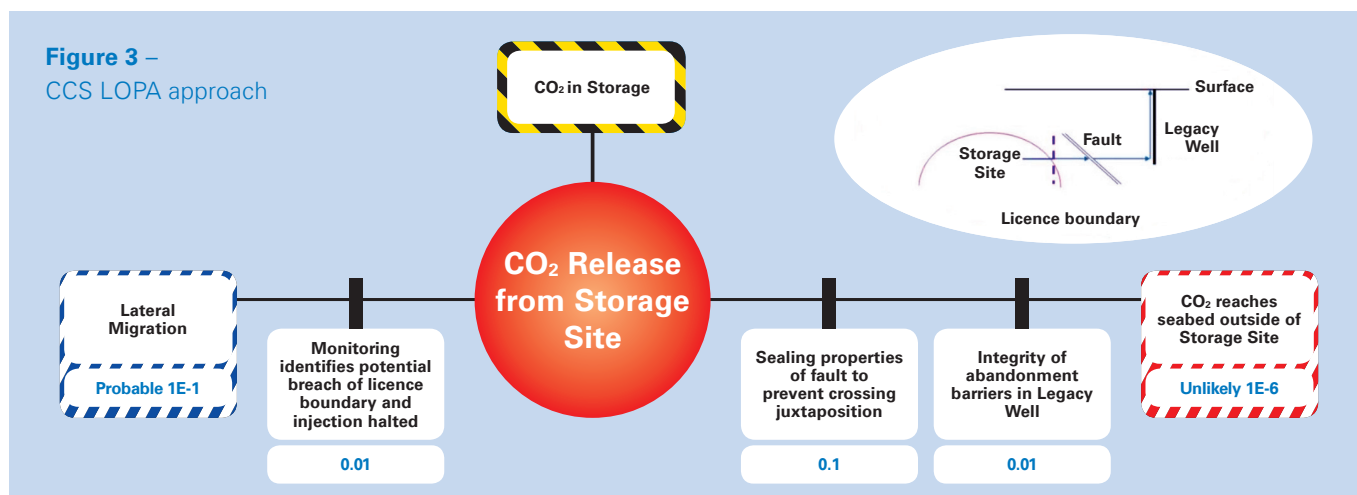 Figure 3 –
CCS LOPA approach
CO₂ in Storage
Surface
Legacy
Well
Fault
Storage
Site
Licence boundary
Lateral
Migration
Probable 1E-1
Monitoring
identifies potential
breach of licence
boundary and
injection halted
0.01
CO₂ Release
from Storage
Site
Sealing properties
of fault to
prevent crossing
juxtaposition
0.1
Integrity of
abandonment
barriers in Legacy
Well
0.01
CO₂ reaches
seabed outside of
Storage Site
Unlikely 1E-6